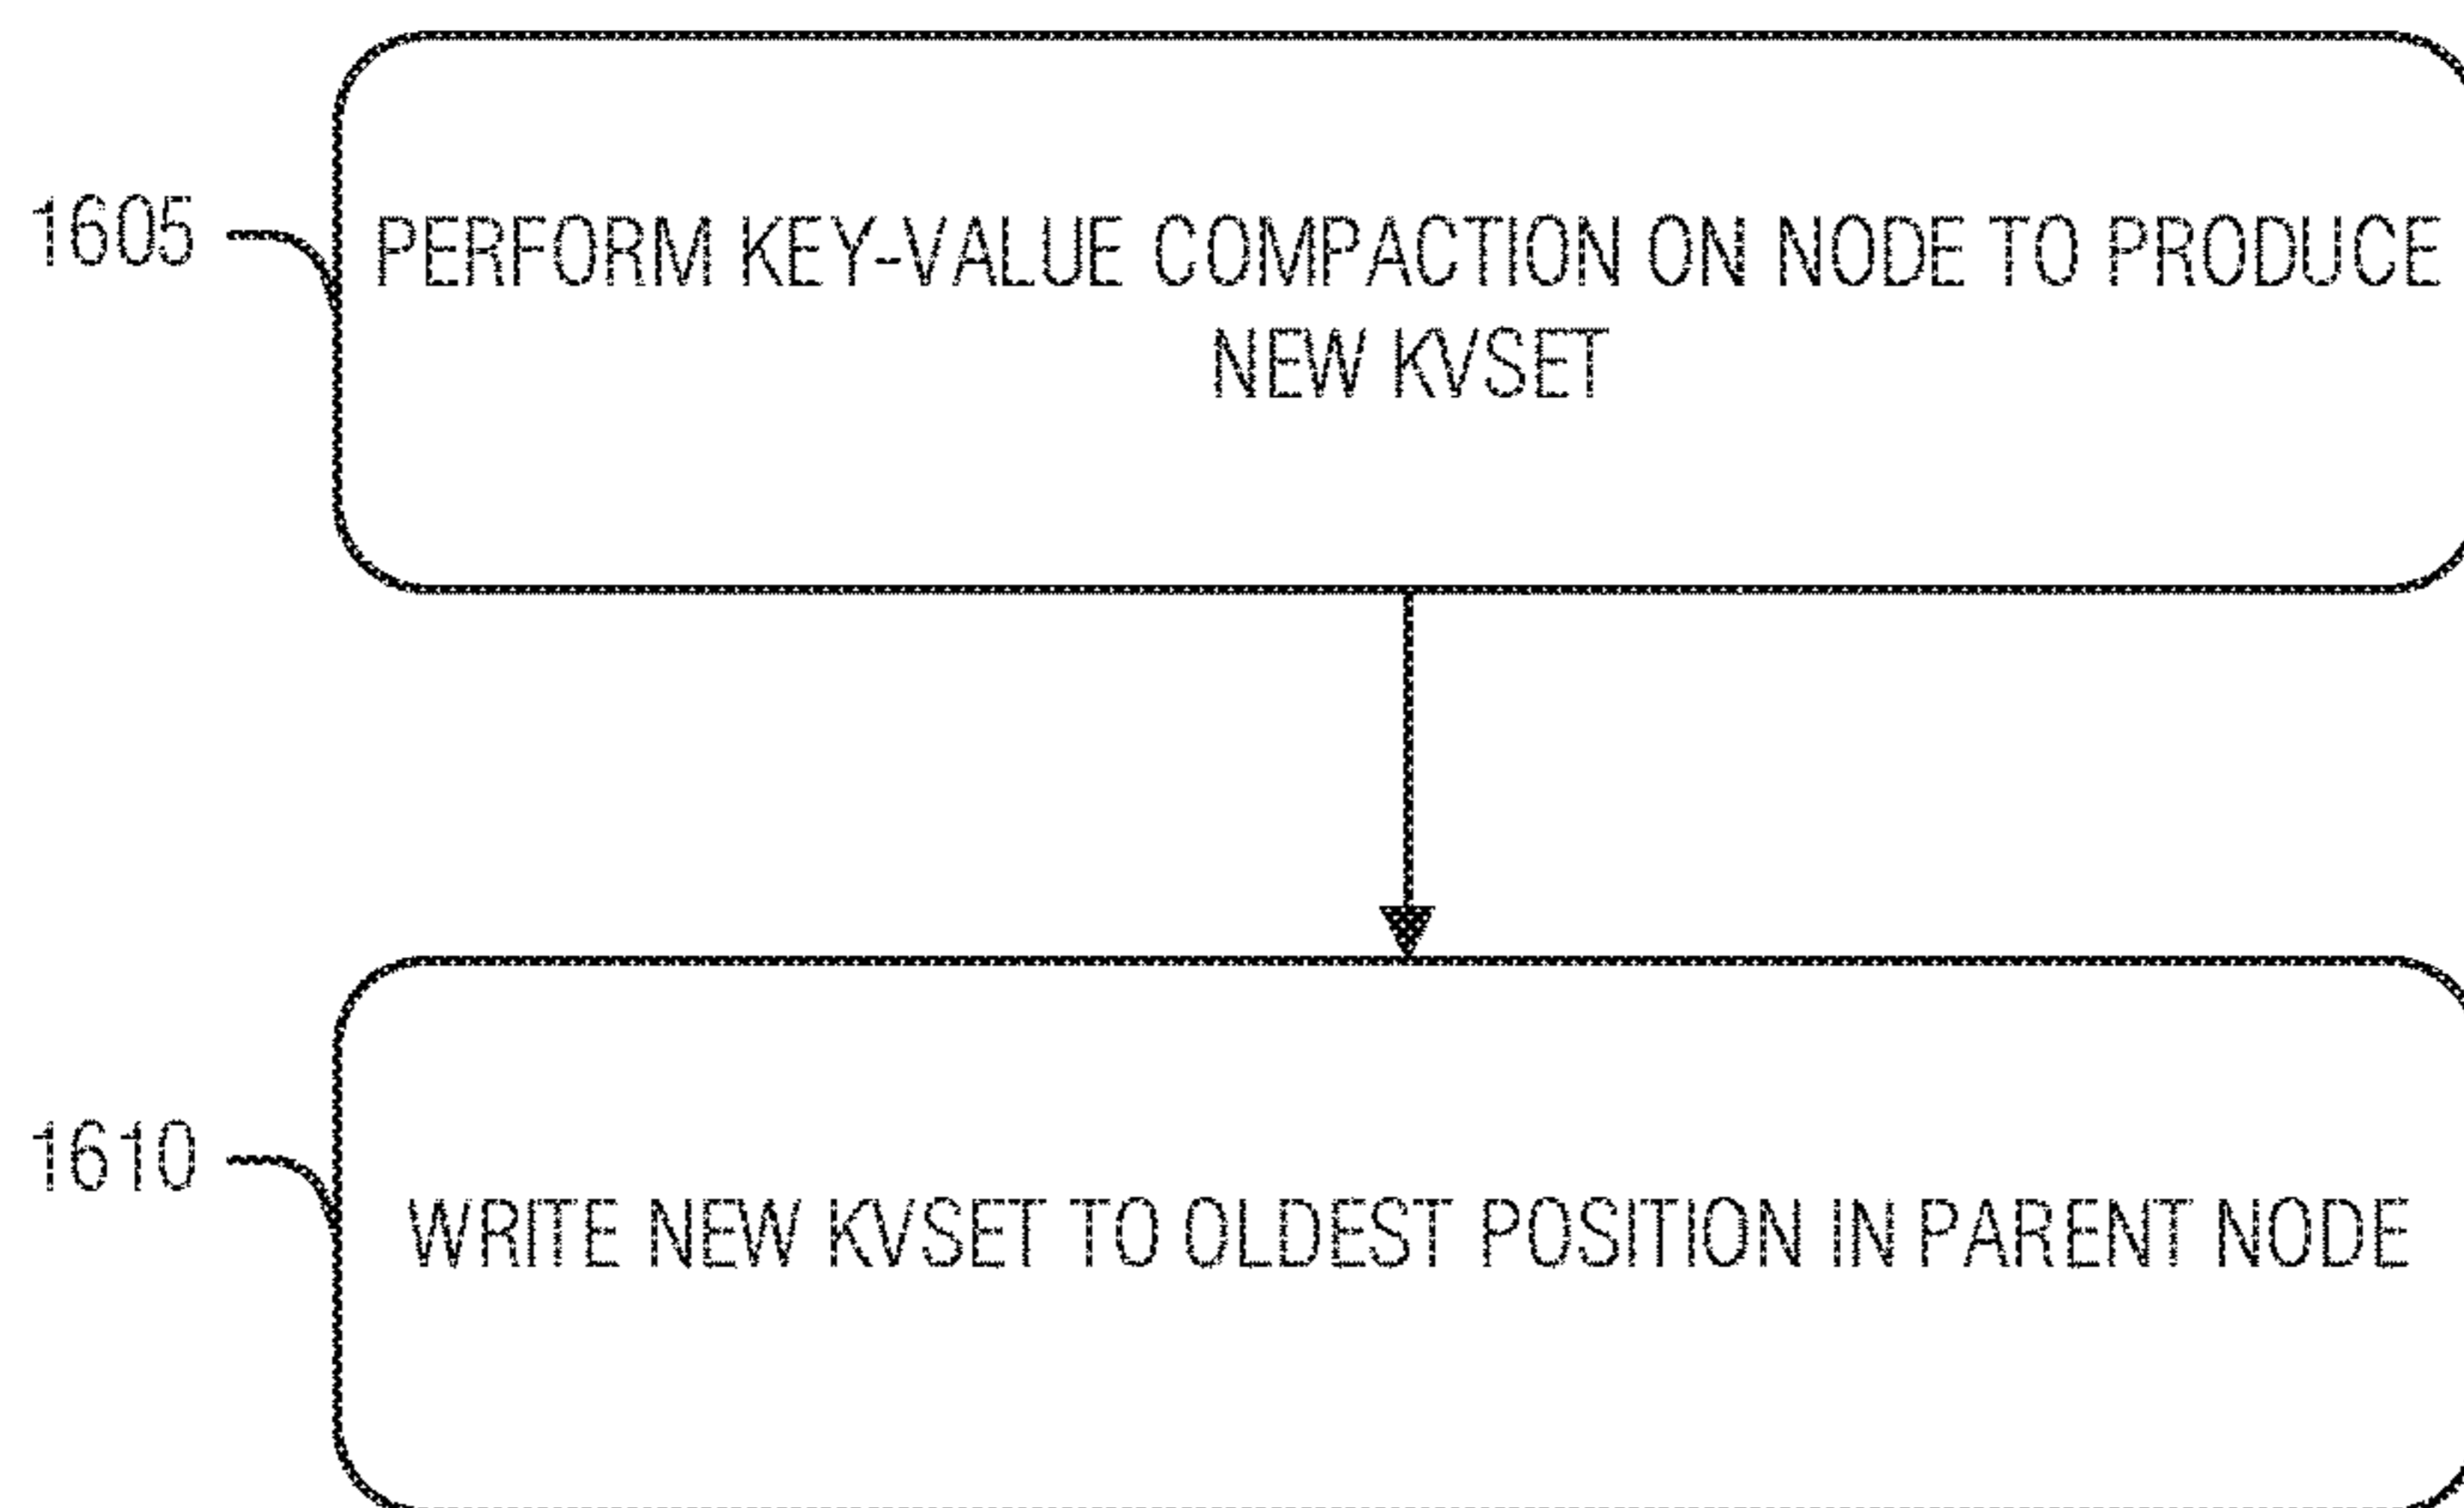 1605
PERFORM KEY-VALUE COMPACTION ON NODE TO PRODUCE
NEW KVSET
1610
WRITE NEW KVSET TO OLDEST POSITION IN PARENT NODE